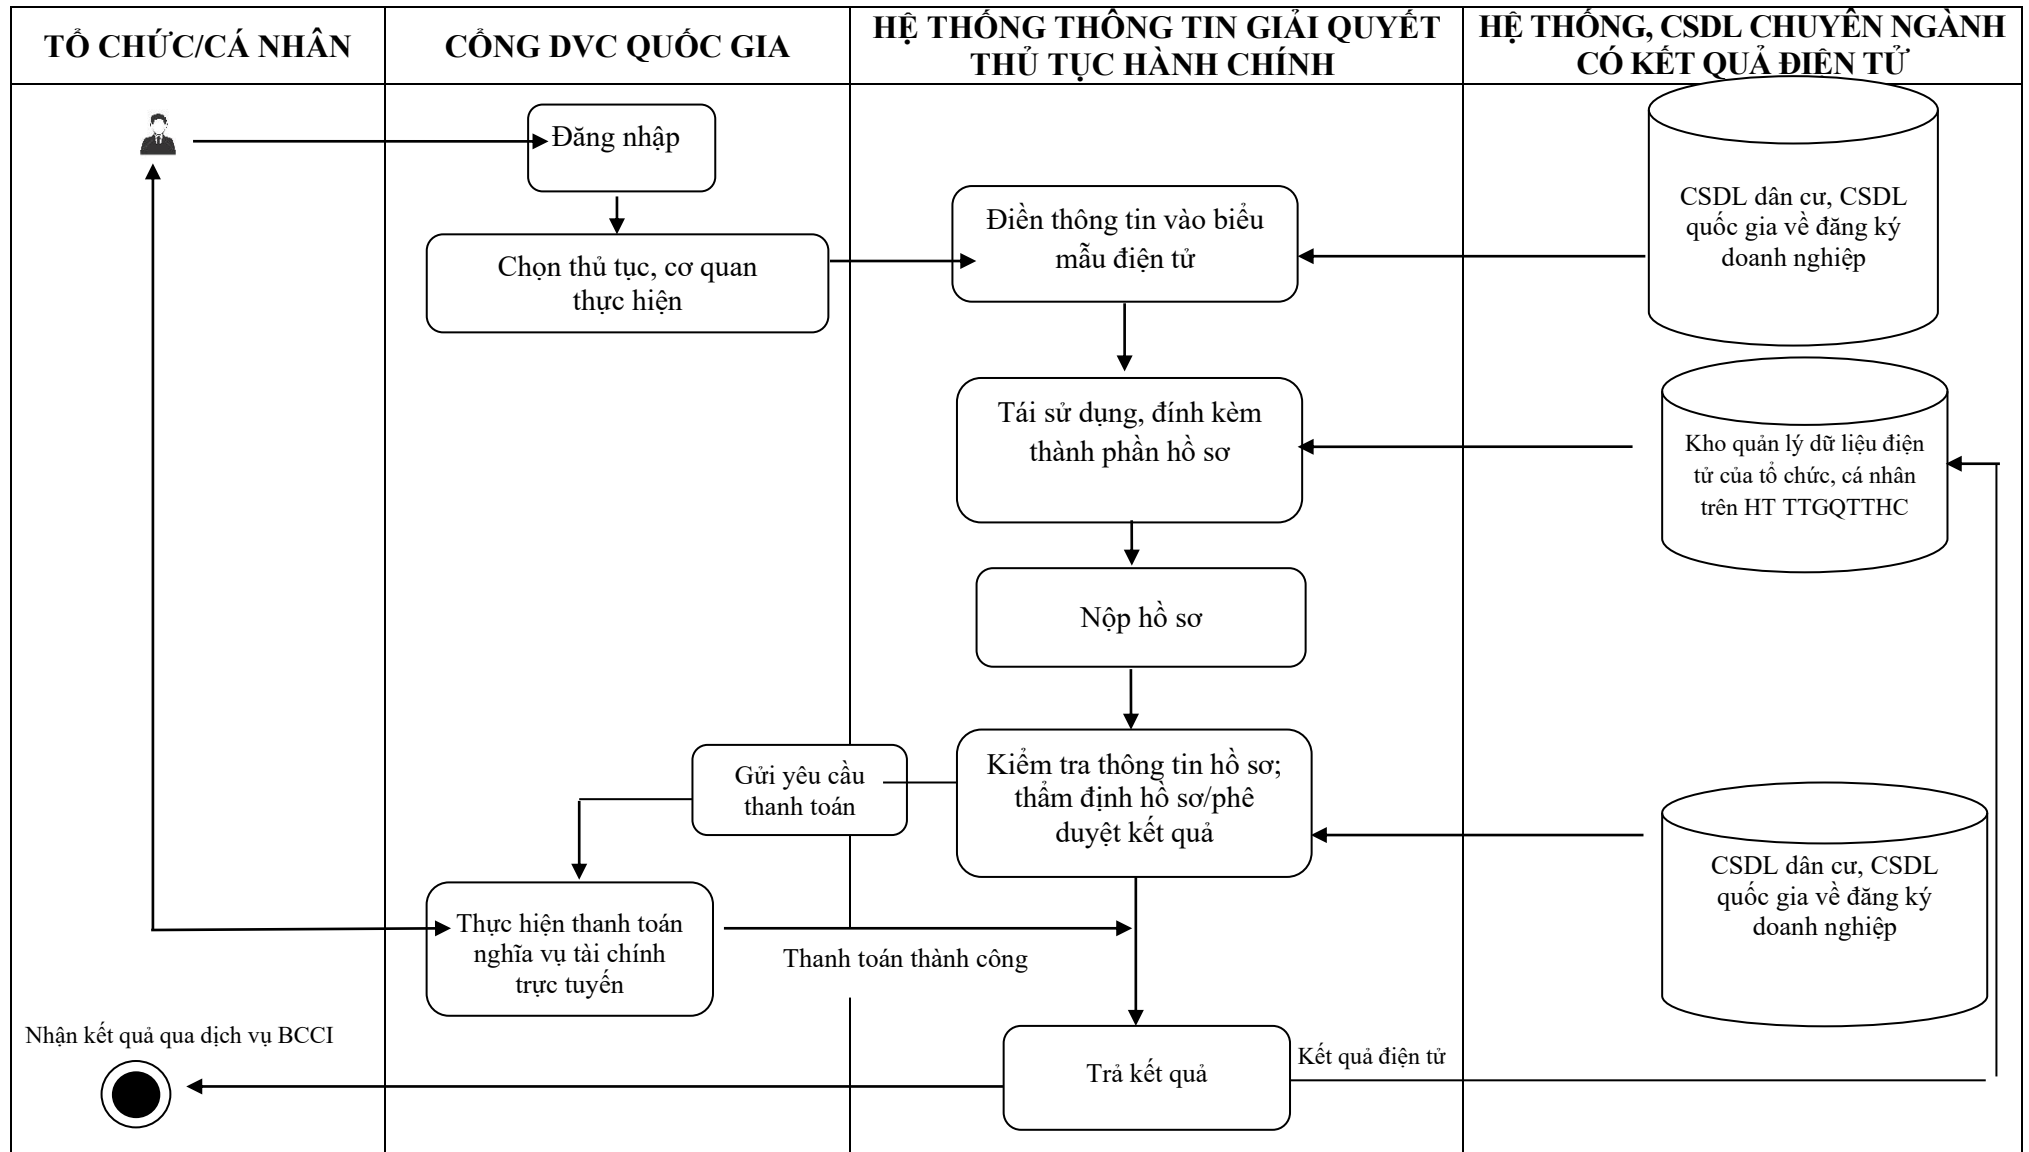 TỔ CHỨC/CÁ NHÂN
CỔNG DVC QUỐC GIA
HỆ THỐNG THÔNG TIN GIẢI QUYẾT
THỦ TỤC HÀNH CHÍNH
HỆ THỐNG, CSDL CHUYÊN NGÀNH
CÓ KẾT QUẢ ĐIỆN TỬ
Đăng nhập
Chọn thủ tục, cơ quan
thực hiện
Điền thông tin vào biểu
mẫu điện tử
CSDL dân cư, CSDL
quốc gia về đăng ký
doanh nghiệp
Tái sử dụng, đính kèm
thành phần hồ sơ
Kho quản lý dữ liệu điện
tử của tổ chức, cá nhân
trên HT TTGQTTHC
Nộp hồ sơ
Gửi yêu cầu
thanh toán
Kiểm tra thông tin hồ sơ;
thẩm định hồ sơ/phê
duyệt kết quả
CSDL dân cư, CSDL
quốc gia về đăng ký
doanh nghiệp
Thực hiện thanh toán
nghĩa vụ tài chính
trực tuyến
Thanh toán thành công
Nhận kết quả qua dịch vụ BCCI
Trả kết quả
Kết quả điện tử